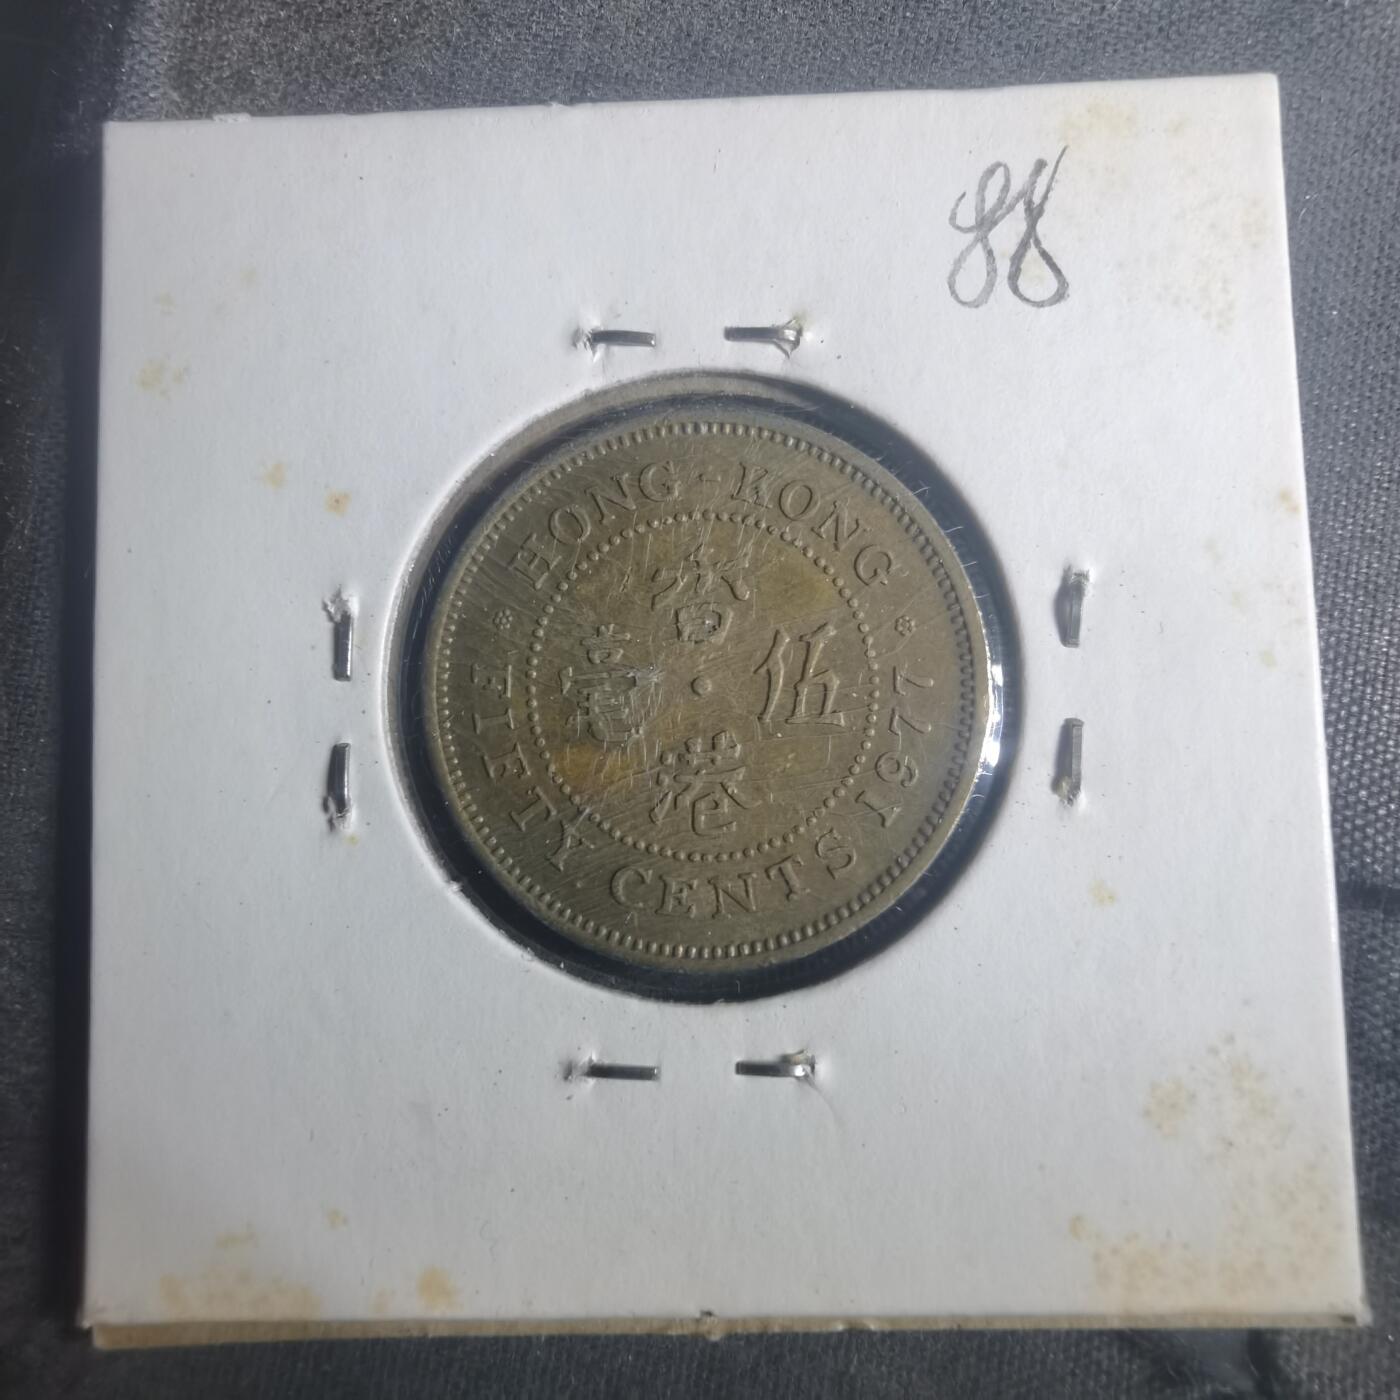 88
HONG-KONG
香
伍
毫
港
FIFTY CENTS 1977